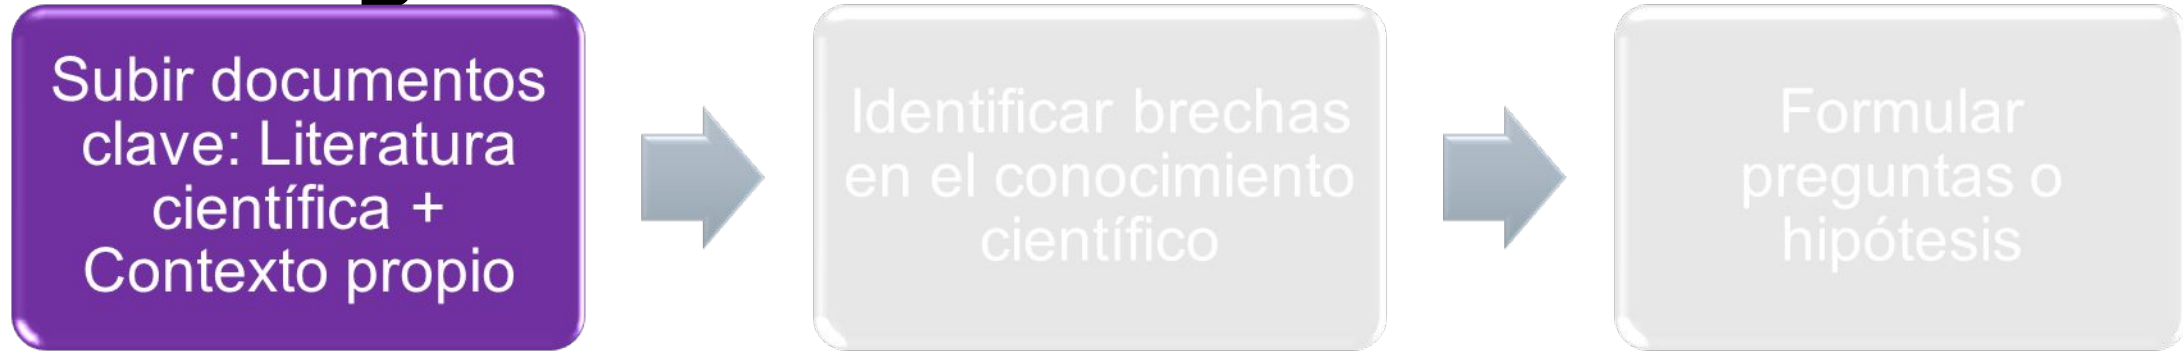 Subir documentos
clave: Literatura
científica +
Contexto propio
Identificar brechas
en el conocimiento
científico
Formular
preguntas o
hipótesis